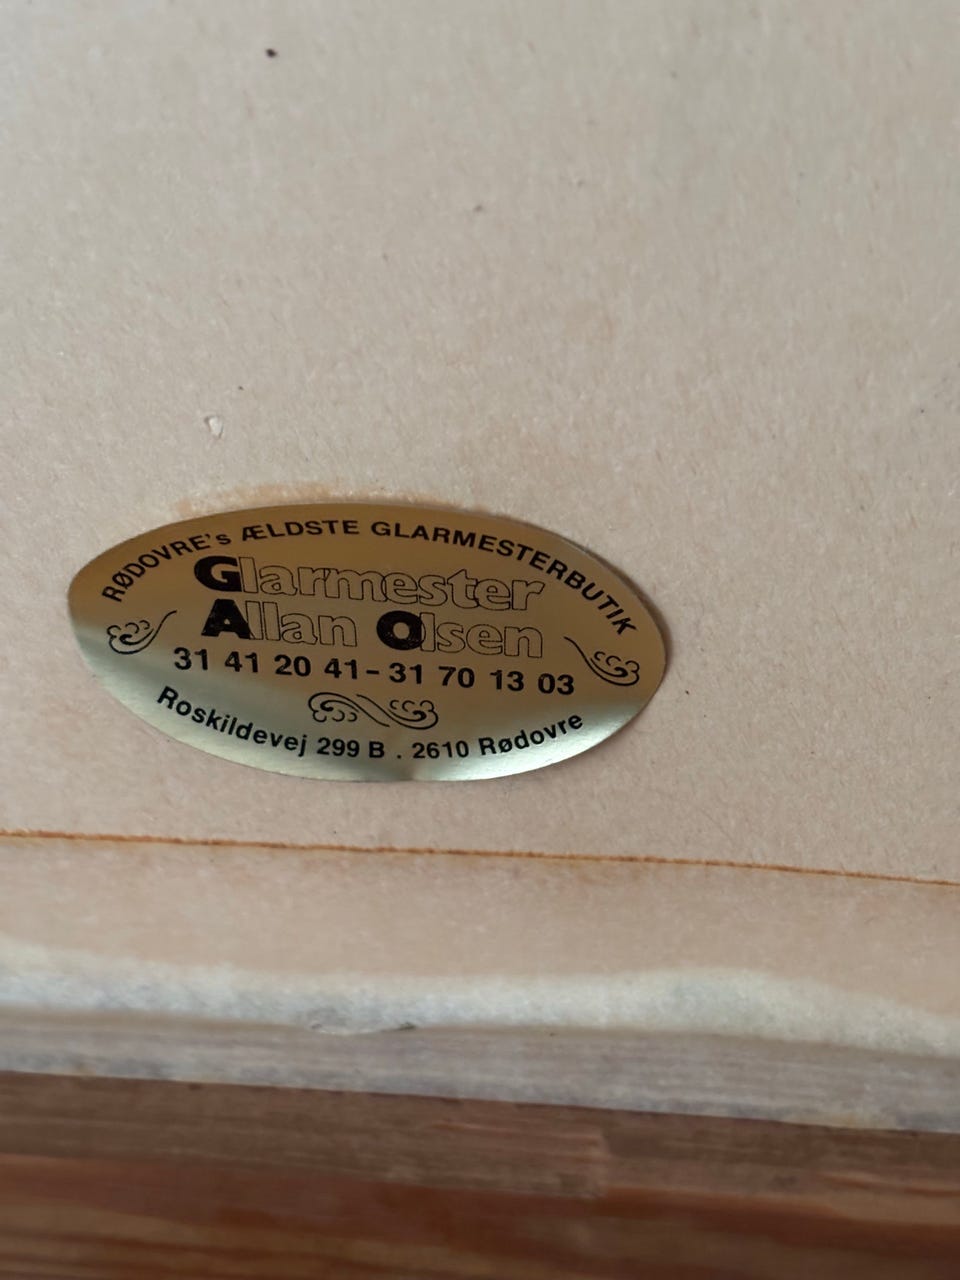 RØDOVRE's ÆLDSTE GLARMESTERBUTIK
Glarmester
Allan Olsen
31 41 20 41 - 31 70 13 03
Roskildevej 299 B . 2610 Rødovre